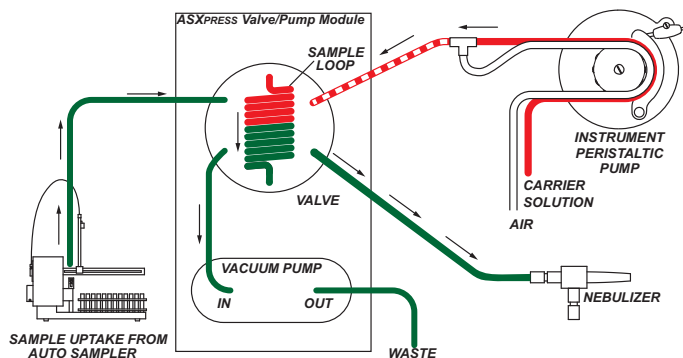 ASXPRESS Valve/Pump Module
SAMPLE
LOOP
INSTRUMENT
PERISTALTIC
PUMP
CARRIER
SOLUTION
AIR
VALVE
VACUUM PUMP
IN
OUT
NEBULIZER
SAMPLE UPTAKE FROM
AUTO SAMPLER
WASTE